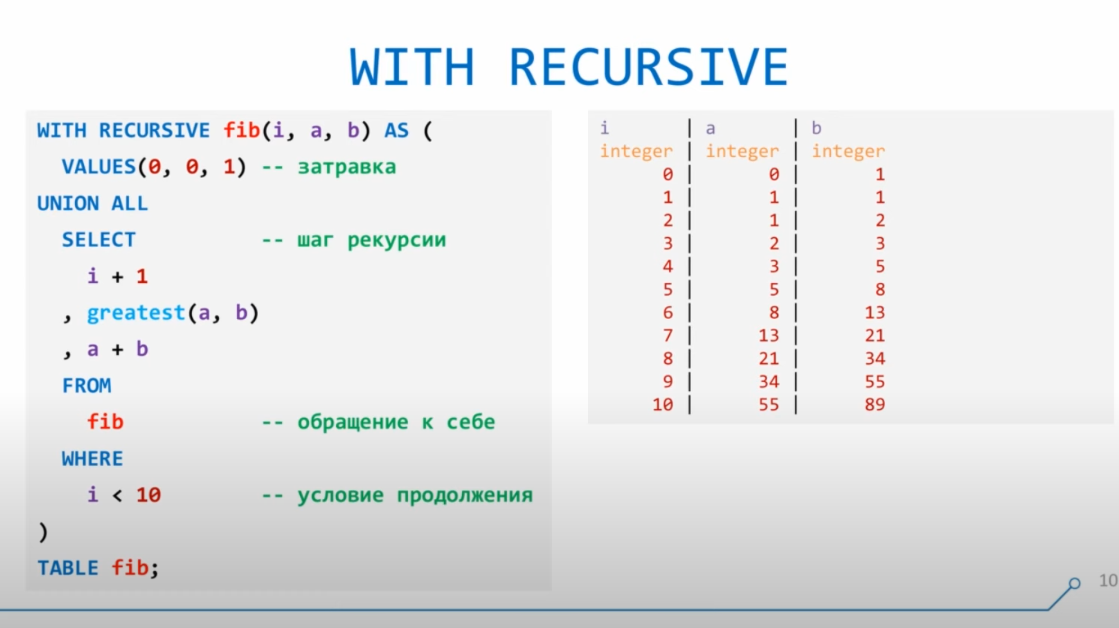 WITH RECURSIVE
WITH RECURSIVE fib(i, a, b) AS (
VALUES(0, 0, 1) -- затравка
UNION ALL
SELECT -- шаг рекурсии
i + 1
, greatest(a, b)
, a + b
FROM
fib -- обращение к себе
WHERE
i < 10 -- условие продолжения
)
TABLE fib;
i | a | b
integer | integer | integer
0 | 0 | 1
1 | 1 | 1
2 | 1 | 2
3 | 2 | 3
4 | 3 | 5
5 | 5 | 8
6 | 8 | 13
7 | 13 | 21
8 | 21 | 34
9 | 34 | 55
10 | 55 | 89
10